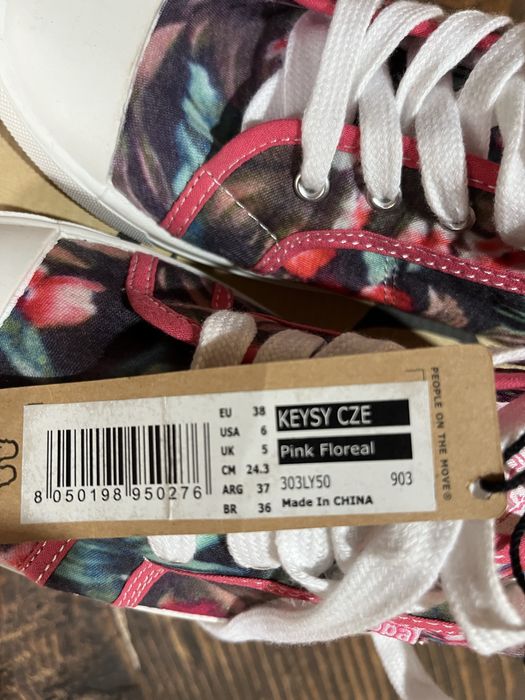 EU 38
USA 6
UK 5
CM 24.3
ARG 37
BR 36
KEYSY CZE
Pink Floreal
303LY50 903
Made In CHINA
8 050198 950276
PEOPLE ON THE MOVE®